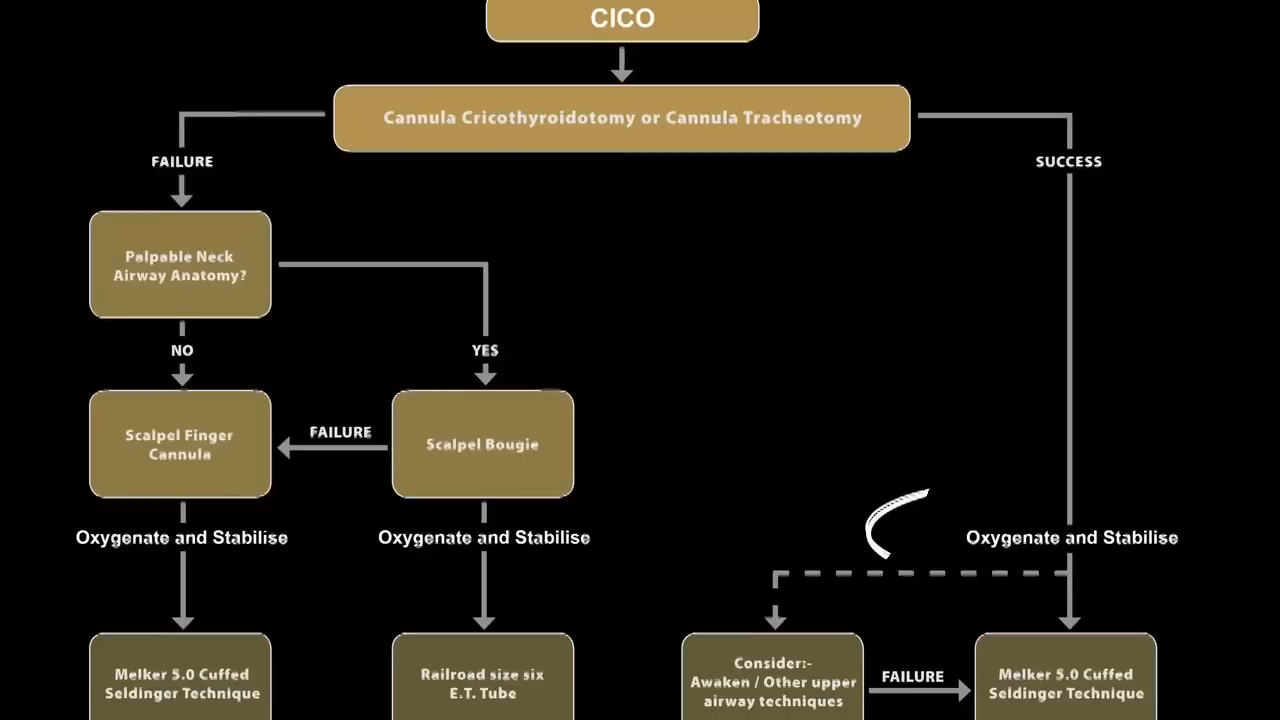 CICO
Cannula Cricothyroidotomy or Cannula Tracheotomy
FAILURE
SUCCESS
Palpable Neck
Airway Anatomy?
NO
YES
Scalpel Finger
Cannula
FAILURE
Scalpel Bougie
Oxygenate and Stabilise
Oxygenate and Stabilise
Oxygenate and Stabilise
Melker 5.0 Cuffed
Seldinger Technique
Railroad size six
E.T. Tube
Consider:-
Awaken / Other upper
airway techniques
FAILURE
Melker 5.0 Cuffed
Seldinger Technique